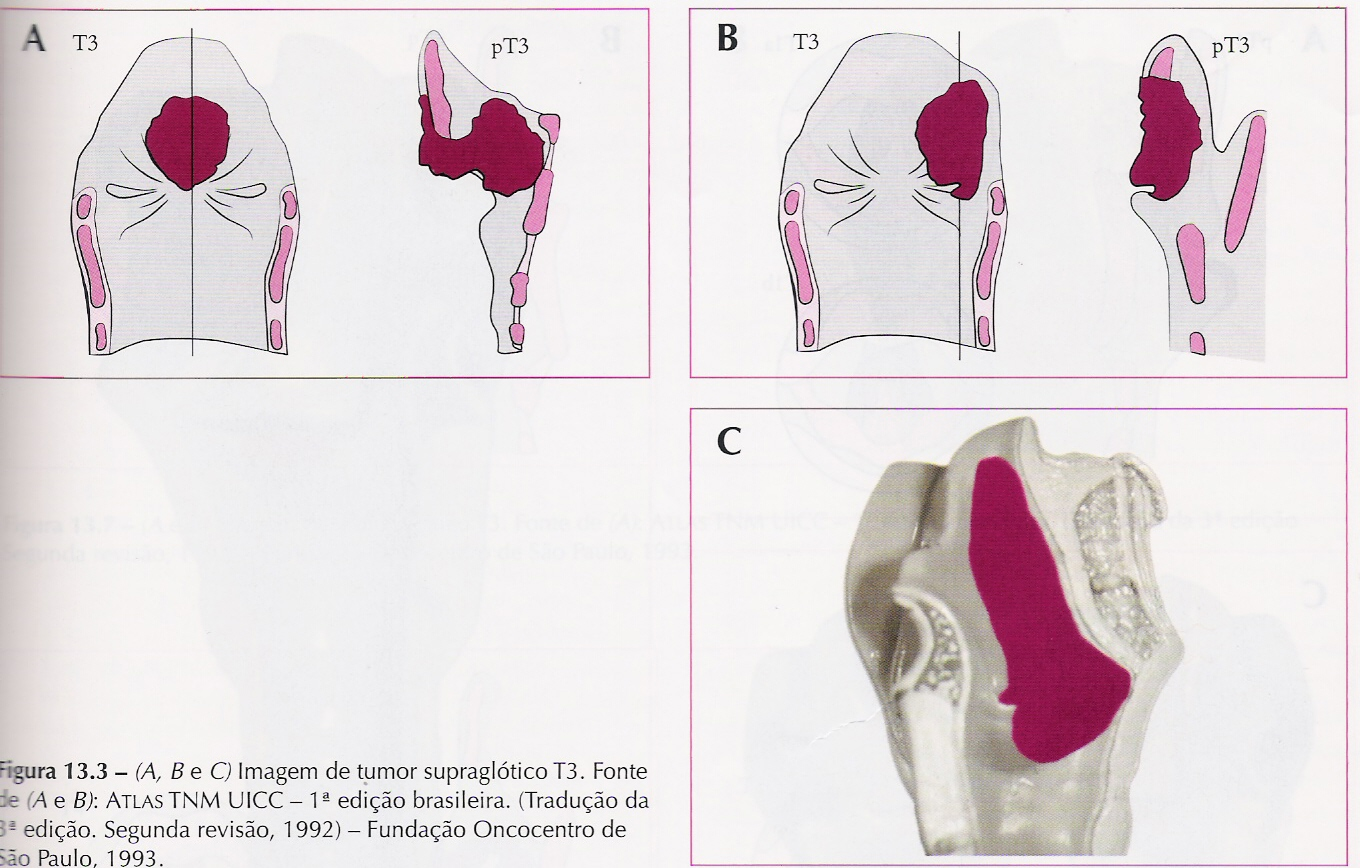 A T3 pT3
B T3 pT3
C
Figura 13.3 – (A, B e C) Imagem de tumor supraglótico T3. Fonte
de (A e B): ATLAS TNM UICC – 1ª edição brasileira. (Tradução da
3ª edição. Segunda revisão, 1992) – Fundação Oncocentro de
São Paulo, 1993.